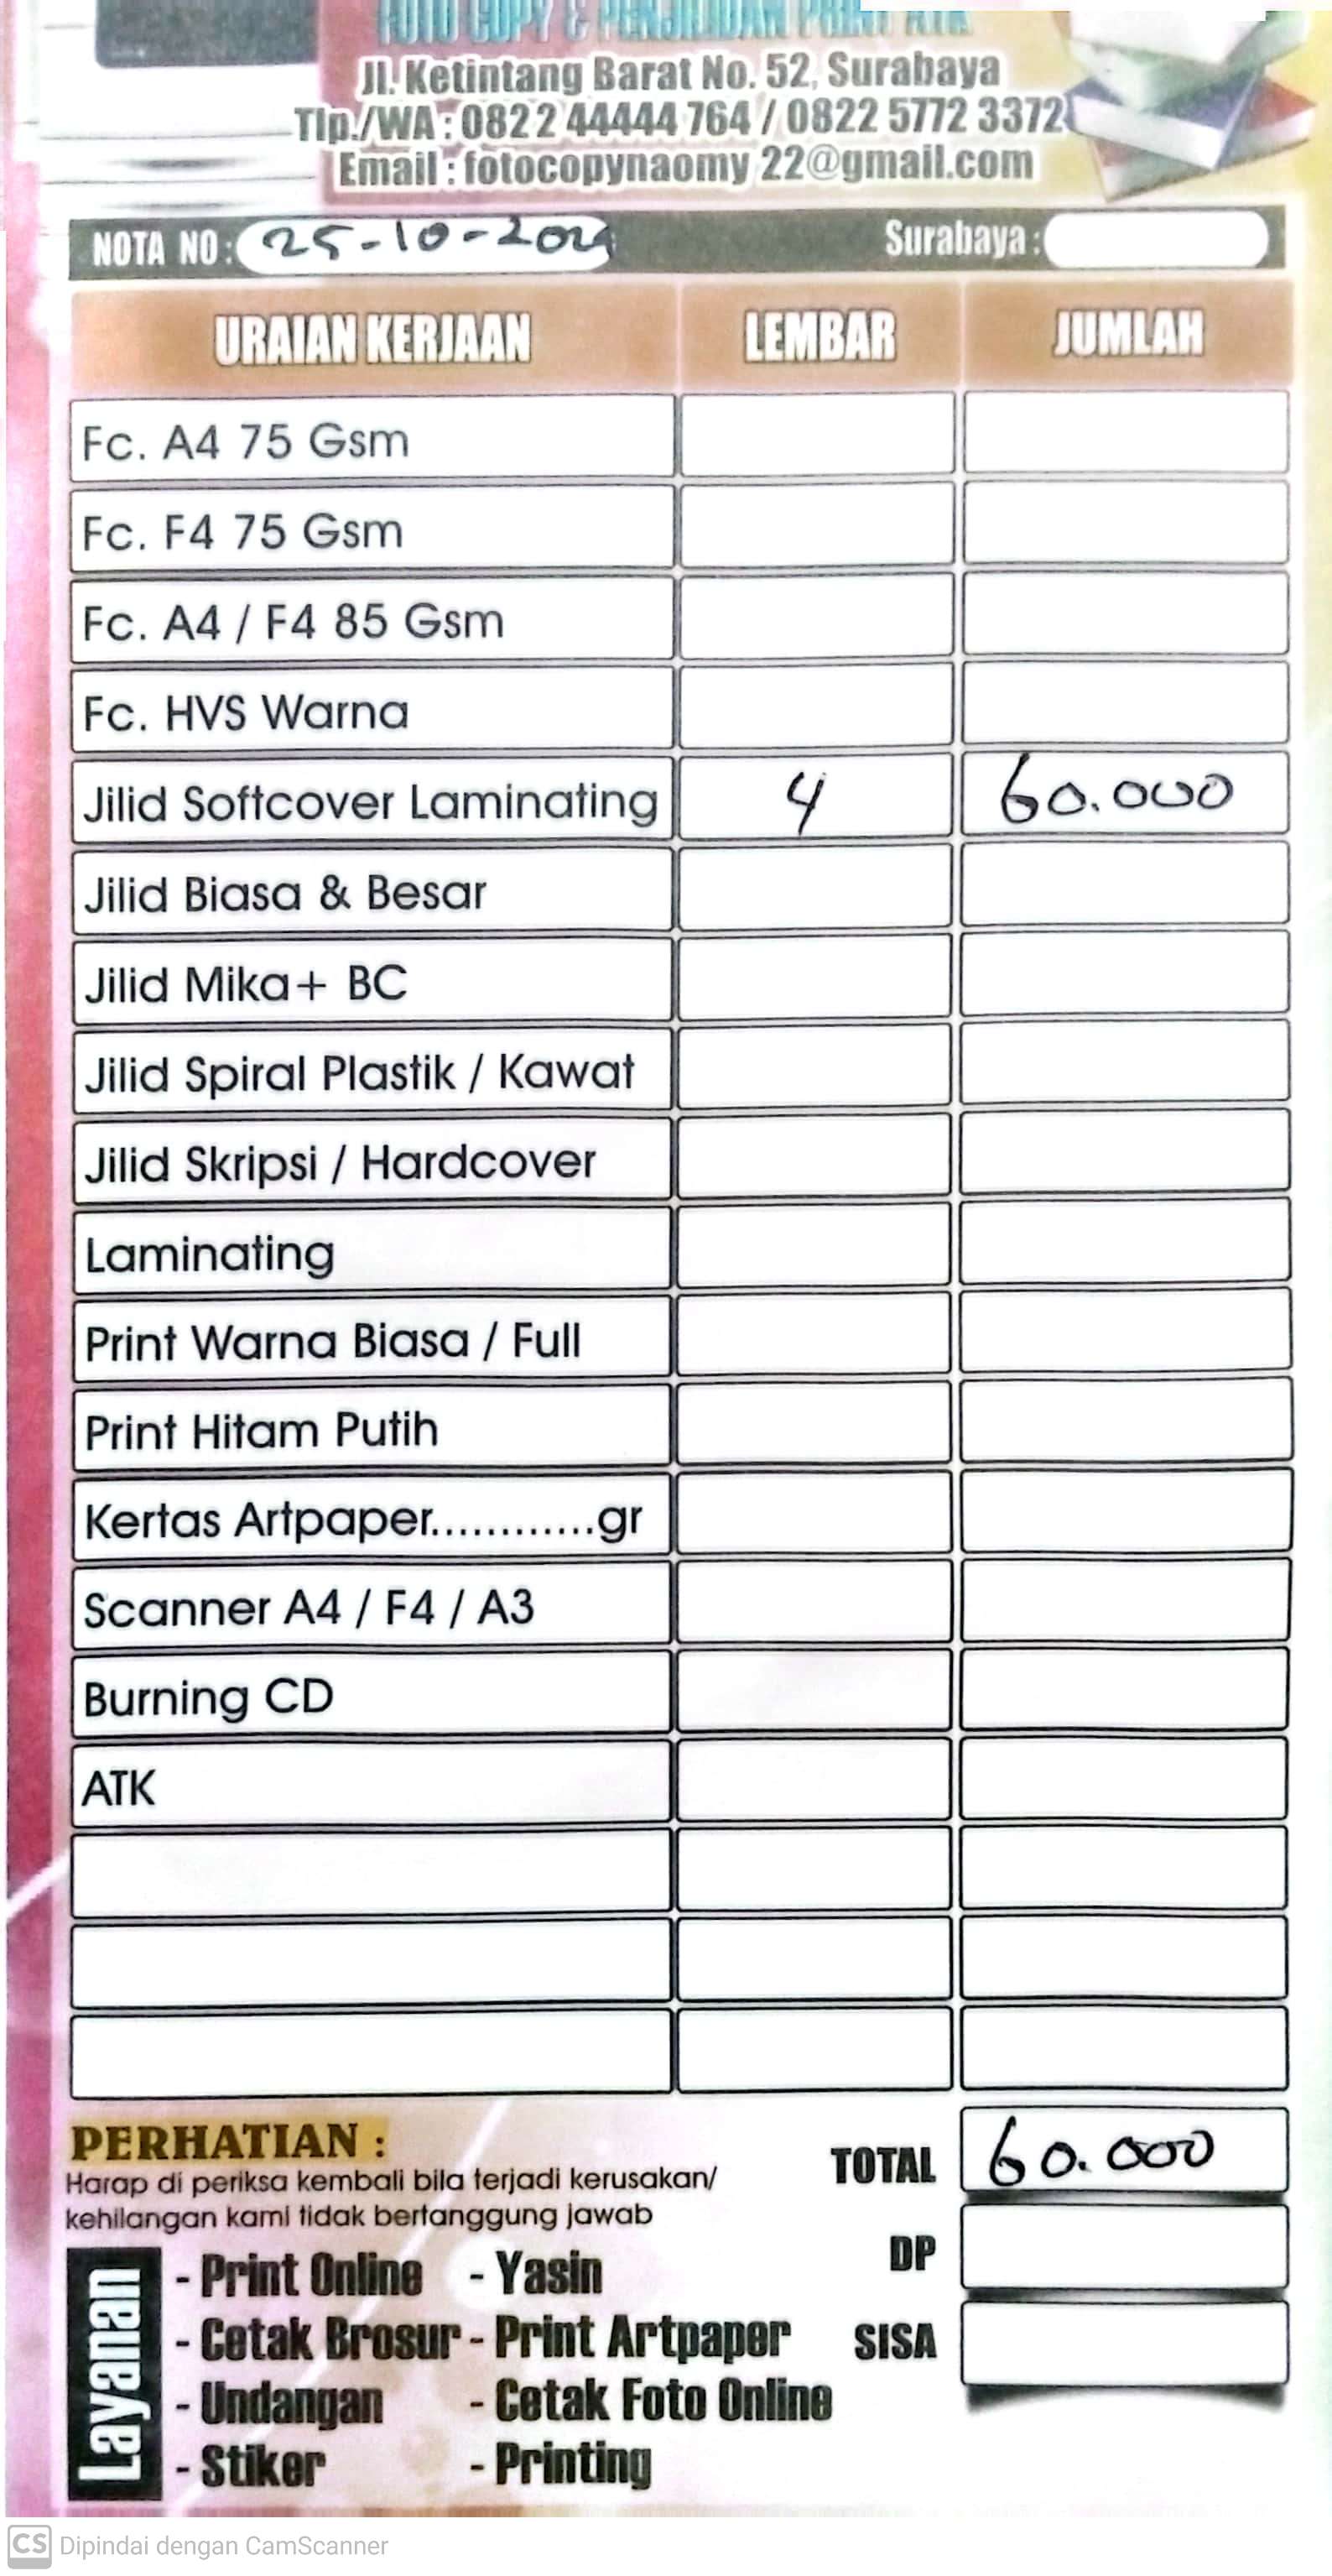 FOTO COPY & PENJILIDAN PRINT ATK
Jl. Ketintang Barat No. 52, Surabaya
Tlp./WA : 0822 44444 764 / 0822 5772 3372
Email : fotocopynaomy 22@gmail.com
NOTA NO : 25-10-2024 Surabaya :
URAIAN KERJAAN LEMBAR JUMLAH
Fc. A4 75 Gsm
Fc. F4 75 Gsm
Fc. A4 / F4 85 Gsm
Fc. HVS Warna
Jilid Softcover Laminating 4 60.000
Jilid Biasa & Besar
Jilid Mika+ BC
Jilid Spiral Plastik / Kawat
Jilid Skripsi / Hardcover
Laminating
Print Warna Biasa / Full
Print Hitam Putih
Kertas Artpaper............gr
Scanner A4 / F4 / A3
Burning CD
ATK
PERHATIAN :
Harap di periksa kembali bila terjadi kerusakan/
kehilangan kami tidak bertanggung jawab
TOTAL 60.000
DP
SISA
Layanan
- Print Online - Yasin
- Cetak Brosur - Print Artpaper
- Undangan - Cetak Foto Online
- Stiker - Printing
CS Dipindai dengan CamScanner